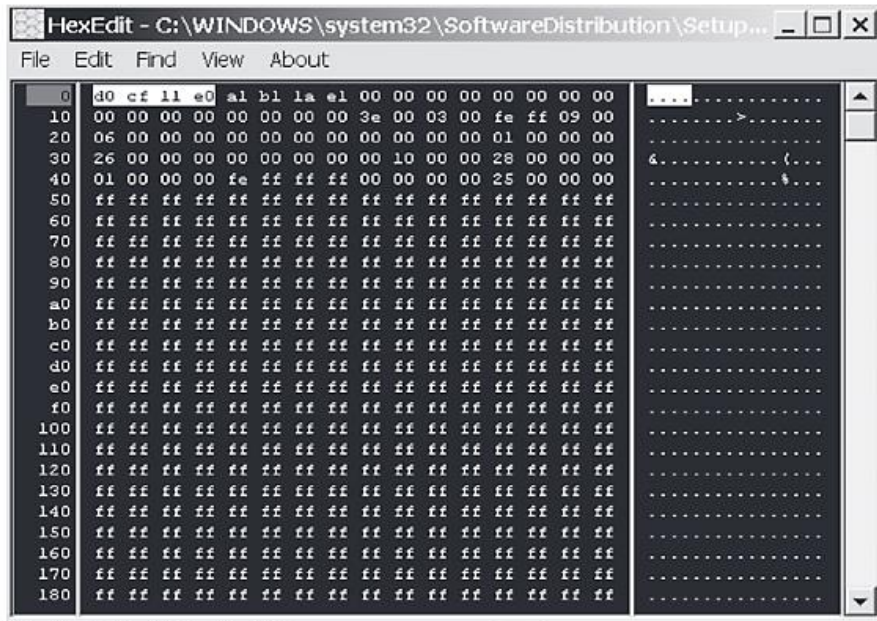 HexEdit - C:\WINDOWS\system32\SoftwareDistribution\Setup...
File Edit Find View About
0 d0 cf 11 e0 a1 b1 1a e1 00 00 00 00 00 00 00 00 ................
10 00 00 00 00 00 00 00 00 3e 00 03 00 fe ff 09 00 ........>.......
20 06 00 00 00 00 00 00 00 00 00 00 00 01 00 00 00 ................
30 26 00 00 00 00 00 00 00 00 10 00 00 28 00 00 00 &...........(...
40 01 00 00 00 fe ff ff ff 00 00 00 00 25 00 00 00 ............%...
50 ff ff ff ff ff ff ff ff ff ff ff ff ff ff ff ff ................
60 ff ff ff ff ff ff ff ff ff ff ff ff ff ff ff ff ................
70 ff ff ff ff ff ff ff ff ff ff ff ff ff ff ff ff ................
80 ff ff ff ff ff ff ff ff ff ff ff ff ff ff ff ff ................
90 ff ff ff ff ff ff ff ff ff ff ff ff ff ff ff ff ................
a0 ff ff ff ff ff ff ff ff ff ff ff ff ff ff ff ff ................
b0 ff ff ff ff ff ff ff ff ff ff ff ff ff ff ff ff ................
c0 ff ff ff ff ff ff ff ff ff ff ff ff ff ff ff ff ................
d0 ff ff ff ff ff ff ff ff ff ff ff ff ff ff ff ff ................
e0 ff ff ff ff ff ff ff ff ff ff ff ff ff ff ff ff ................
f0 ff ff ff ff ff ff ff ff ff ff ff ff ff ff ff ff ................
100 ff ff ff ff ff ff ff ff ff ff ff ff ff ff ff ff ................
110 ff ff ff ff ff ff ff ff ff ff ff ff ff ff ff ff ................
120 ff ff ff ff ff ff ff ff ff ff ff ff ff ff ff ff ................
130 ff ff ff ff ff ff ff ff ff ff ff ff ff ff ff ff ................
140 ff ff ff ff ff ff ff ff ff ff ff ff ff ff ff ff ................
150 ff ff ff ff ff ff ff ff ff ff ff ff ff ff ff ff ................
160 ff ff ff ff ff ff ff ff ff ff ff ff ff ff ff ff ................
170 ff ff ff ff ff ff ff ff ff ff ff ff ff ff ff ff ................
180 ff ff ff ff ff ff ff ff ff ff ff ff ff ff ff ff ................